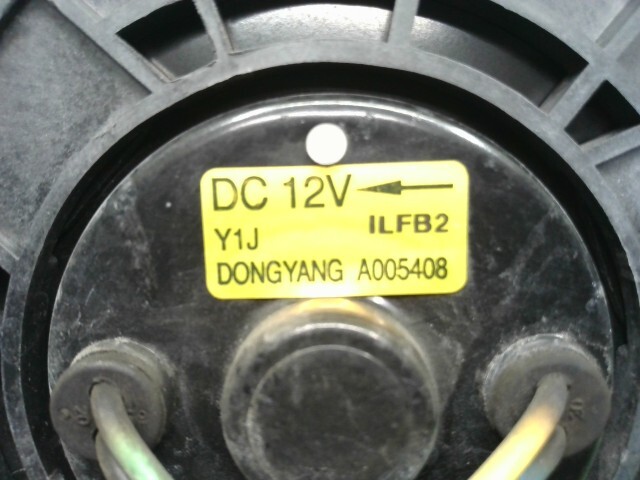 DC 12V
Y1J ILFB2
DONGYANG A005408